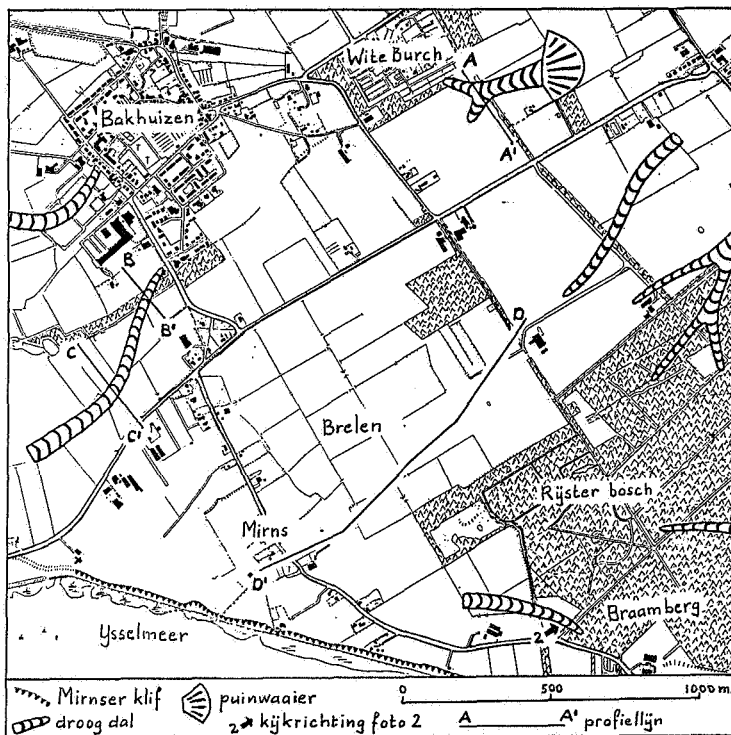 Wite Burch
A
Bakhuizen
A'
B
B'
D
C
C'
Brelen
Rijster bosch
Mirns
D'
Braamberg
2
Ysselmeer
Mirnser klif
puinwaaier
0 500 1000 m
droog dal
2 kijkrichting foto 2
A A' profiellijn